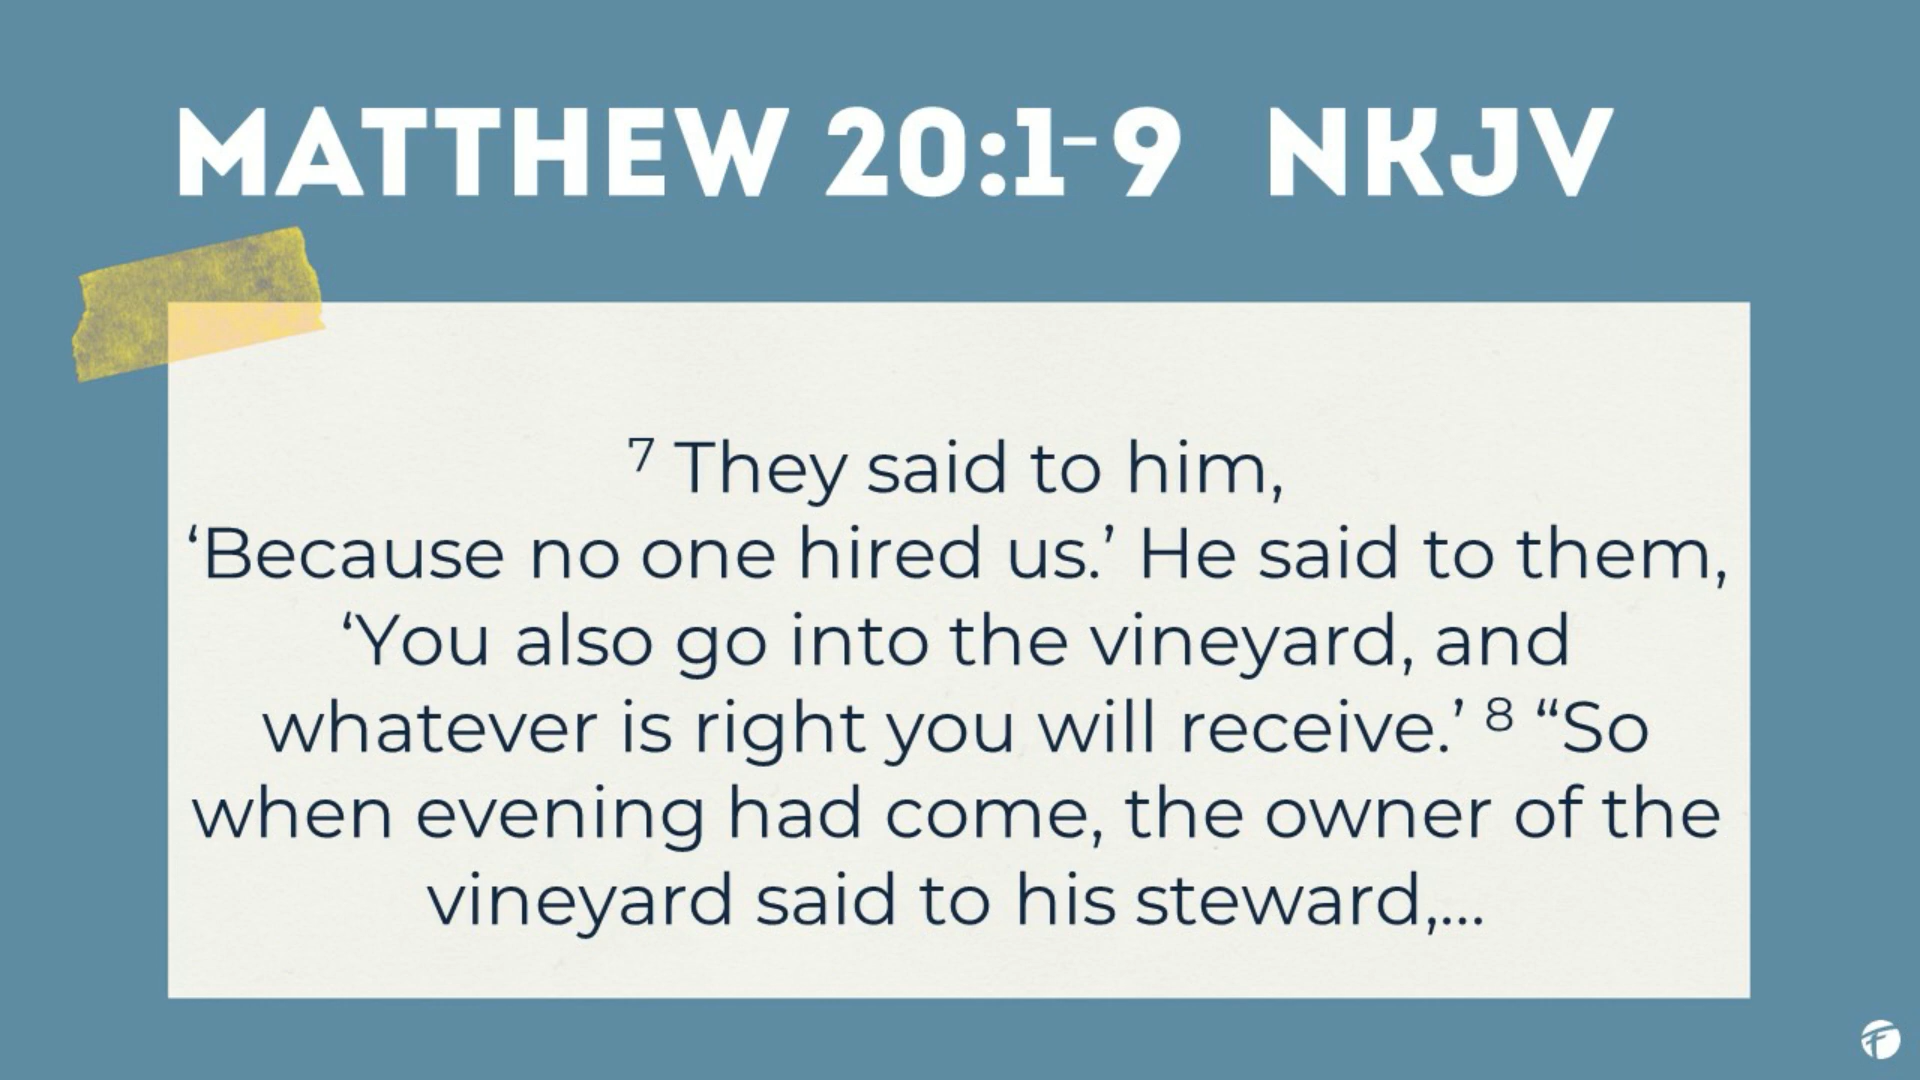 MATTHEW 20:1-9 NKJV
⁷ They said to him,
‘Because no one hired us.’ He said to them,
‘You also go into the vineyard, and
whatever is right you will receive.’ ⁸ “So
when evening had come, the owner of the
vineyard said to his steward,...